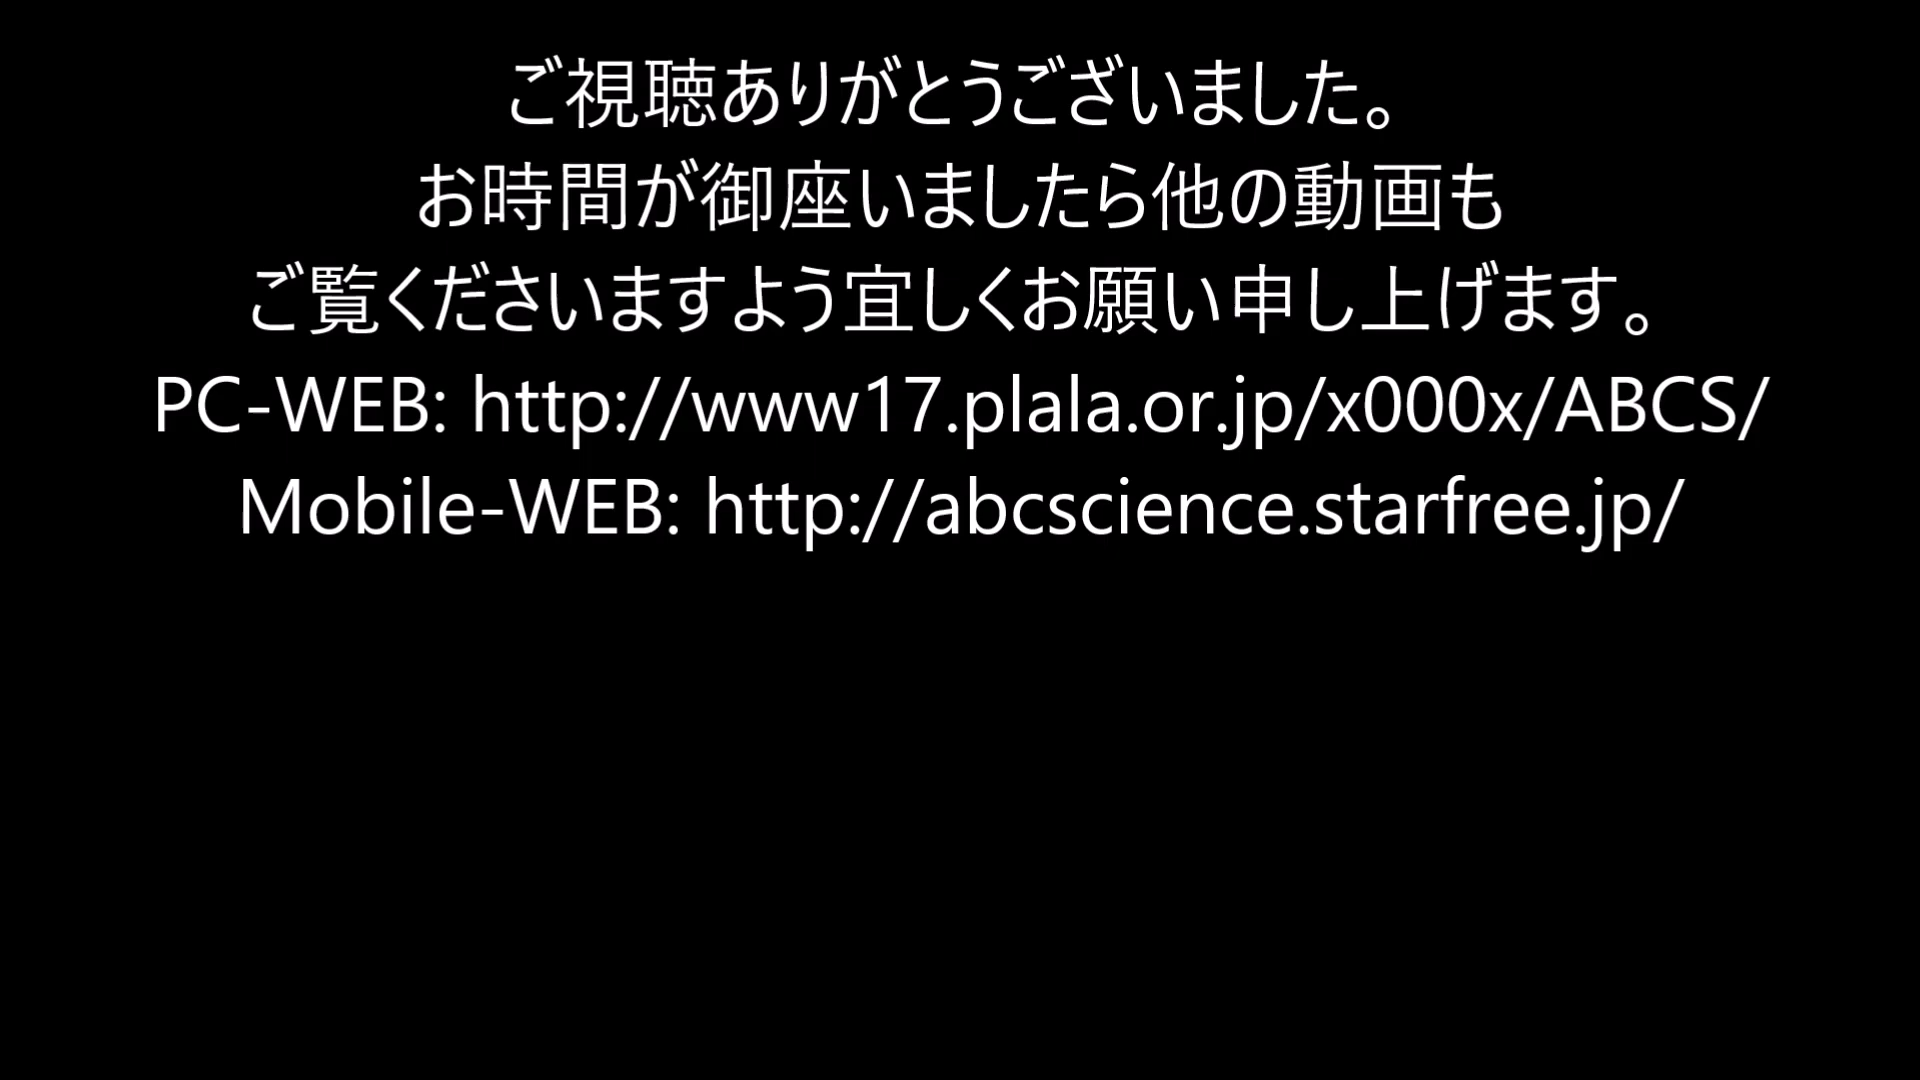 ご視聴ありがとうございました。
お時間が御座いましたら他の動画も
ご覧くださいますよう宜しくお願い申し上げます。
PC-WEB: http://www17.plala.or.jp/x000x/ABCS/
Mobile-WEB: http://abcscience.starfree.jp/